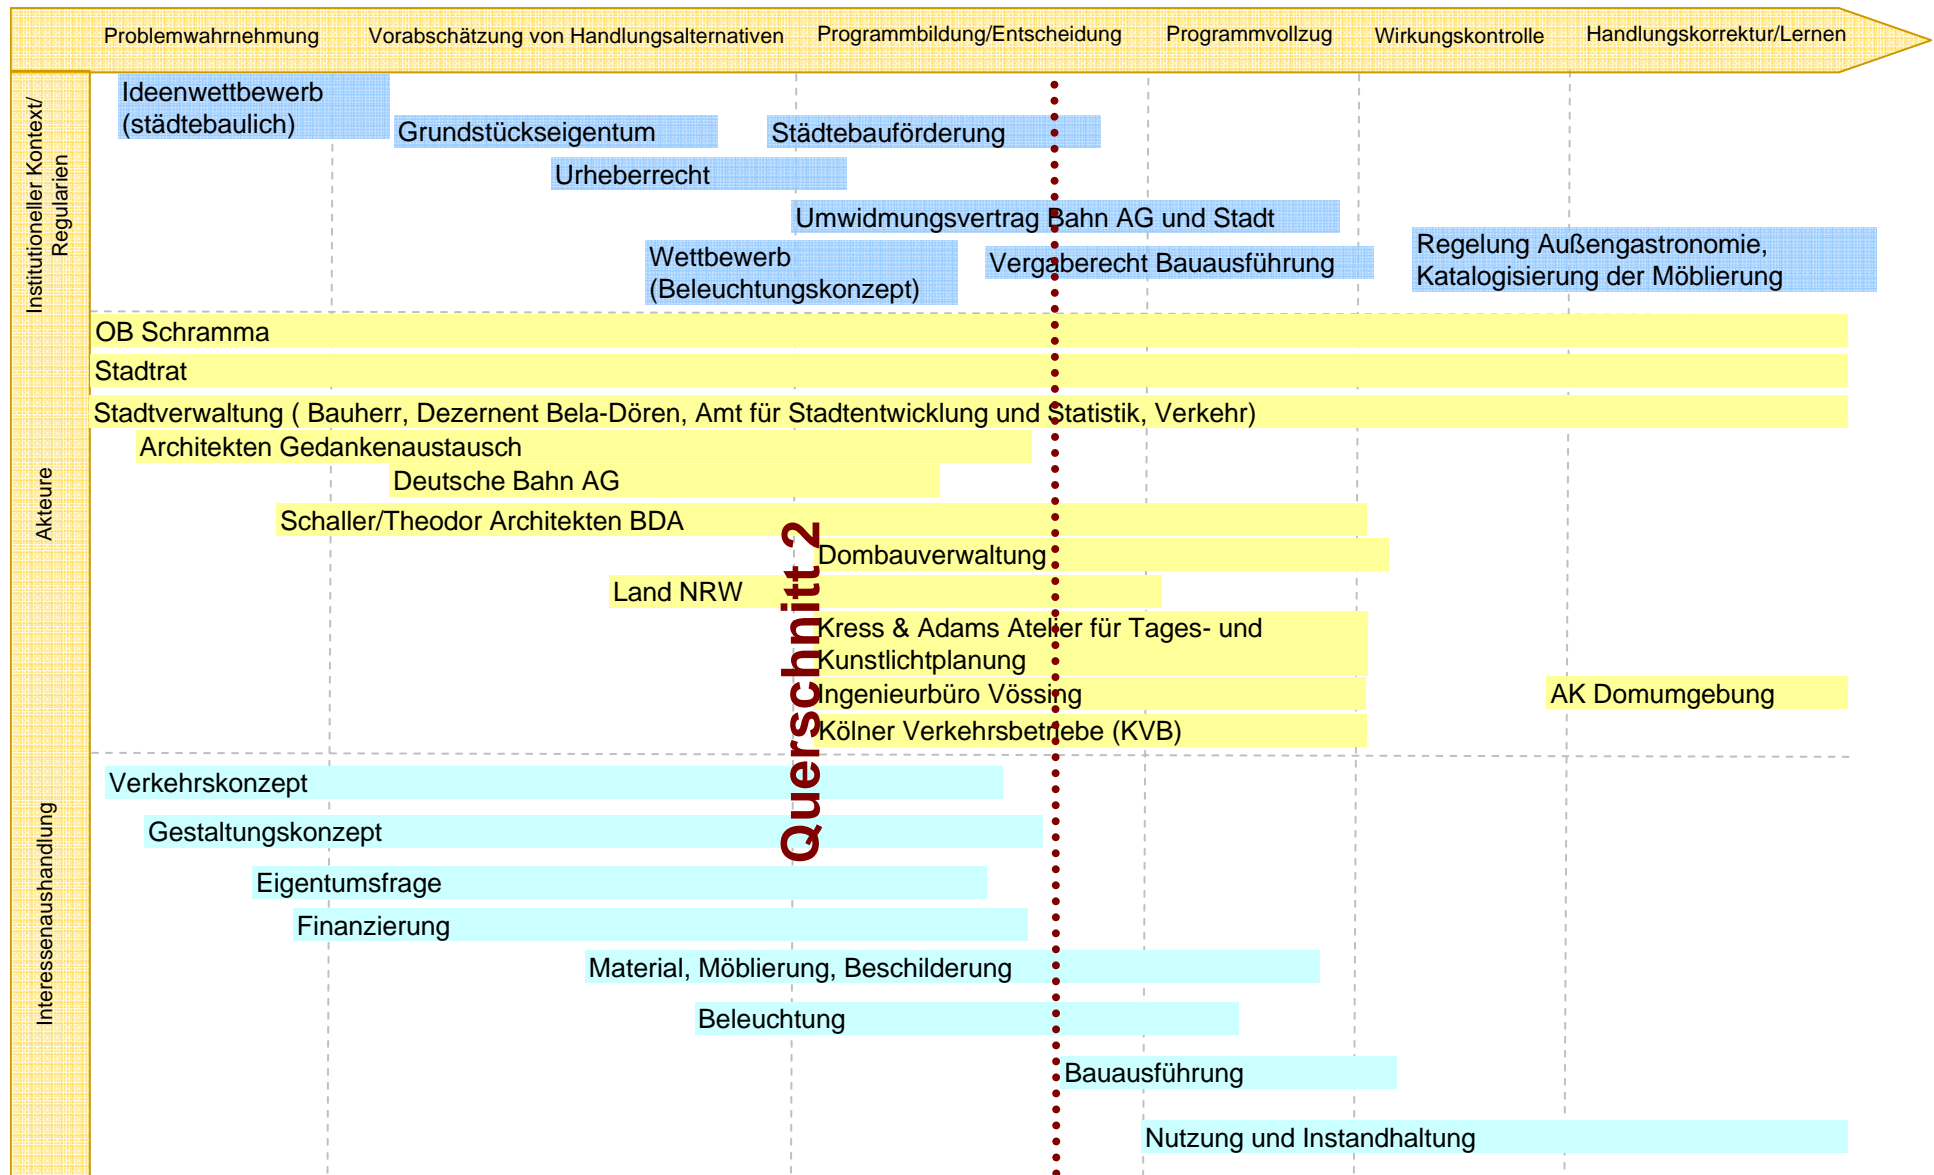 Problemwahrnehmung
Vorabschätzung von Handlungsalternativen
Programmbildung/Entscheidung
Programmvollzug
Wirkungskontrolle
Handlungskorrektur/Lernen
Institutioneller Kontext/
Regularien
Ideenwettbewerb
(städtebaulich)
Grundstückseigentum
Städtebauförderung
Urheberrecht
Umwidmungsvertrag Bahn AG und Stadt
Wettbewerb
(Beleuchtungskonzept)
Vergaberecht Bauausführung
Regelung Außengastronomie,
Katalogisierung der Möblierung
Akteure
OB Schramma
Stadtrat
Stadtverwaltung ( Bauherr, Dezernent Bela-Dören, Amt für Stadtentwicklung und Statistik, Verkehr)
Architekten Gedankenaustausch
Deutsche Bahn AG
Schaller/Theodor Architekten BDA
Dombauverwaltung
Land NRW
Kress & Adams Atelier für Tages- und
Kunstlichtplanung
Ingenieurbüro Vössing
AK Domumgebung
Kölner Verkehrsbetriebe (KVB)
Querschnitt 2
Interessenaushandlung
Verkehrskonzept
Gestaltungskonzept
Eigentumsfrage
Finanzierung
Material, Möblierung, Beschilderung
Beleuchtung
Bauausführung
Nutzung und Instandhaltung